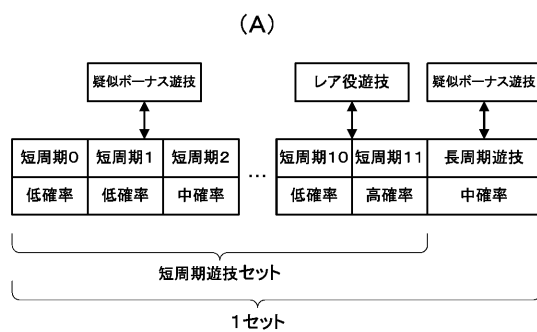 (A)
疑似ボーナス遊技 レア役遊技 疑似ボーナス遊技
短周期0 短周期1 短周期2 … 短周期10 短周期11 長周期遊技
低確率 低確率 中確率 低確率 高確率 中確率
短周期遊技セット
1セット